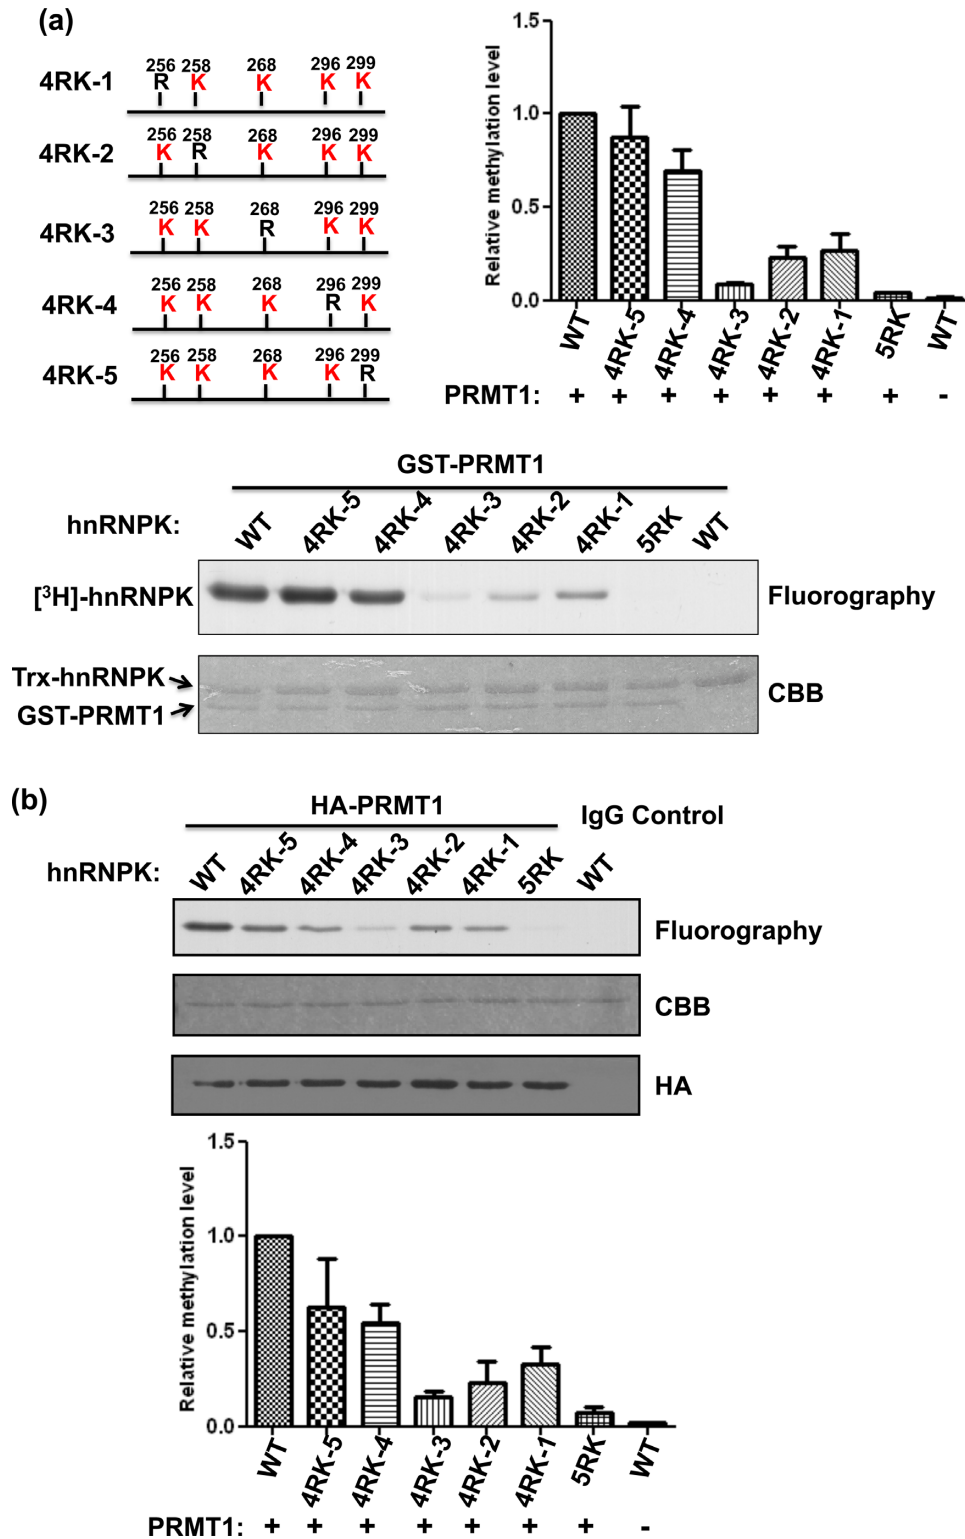 (a)
4RK-1
256 258 268 296 299
R K K K K
4RK-2
256 258 268 296 299
K R K K K
4RK-3
256 258 268 296 299
K K R K K
4RK-4
256 258 268 296 299
K K K R K
4RK-5
256 258 268 296 299
K K K K R
Relative methylation level
1.5
1.0
0.5
0.0
WT 4RK-5 4RK-4 4RK-3 4RK-2 4RK-1 5RK WT
PRMT1: + + + + + + + -
GST-PRMT1
hnRNPK: WT 4RK-5 4RK-4 4RK-3 4RK-2 4RK-1 5RK WT
[³H]-hnRNPK
Fluorography
Trx-hnRNPK
GST-PRMT1
CBB
(b)
HA-PRMT1
IgG Control
hnRNPK: WT 4RK-5 4RK-4 4RK-3 4RK-2 4RK-1 5RK WT
Fluorography
CBB
HA
Relative methylation level
1.5
1.0
0.5
0.0
WT 4RK-5 4RK-4 4RK-3 4RK-2 4RK-1 5RK WT
PRMT1: + + + + + + + -